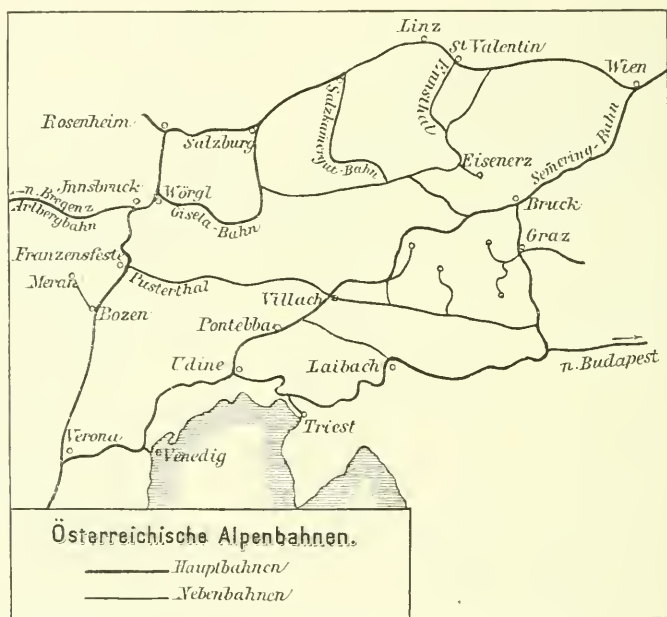 Linz
St Valentin
Wien
Ennsthal
Salzkammergut-Bahn
Rosenheim
Salzburg
Semering-Bahn
Eisenerz
Innsbruck
Wörgl
n. Bregenz
Arlbergbahn
Gisela-Bahn
Bruck
Graz
Franzensfeste
Meran
Pusterthal
Villach
Bozen
Pontebba
Udine
Laibach
n. Budapest
Triest
Verona
Venedig
Österreichische Alpenbahnen.
Hauptbahnen
Nebenbahnen